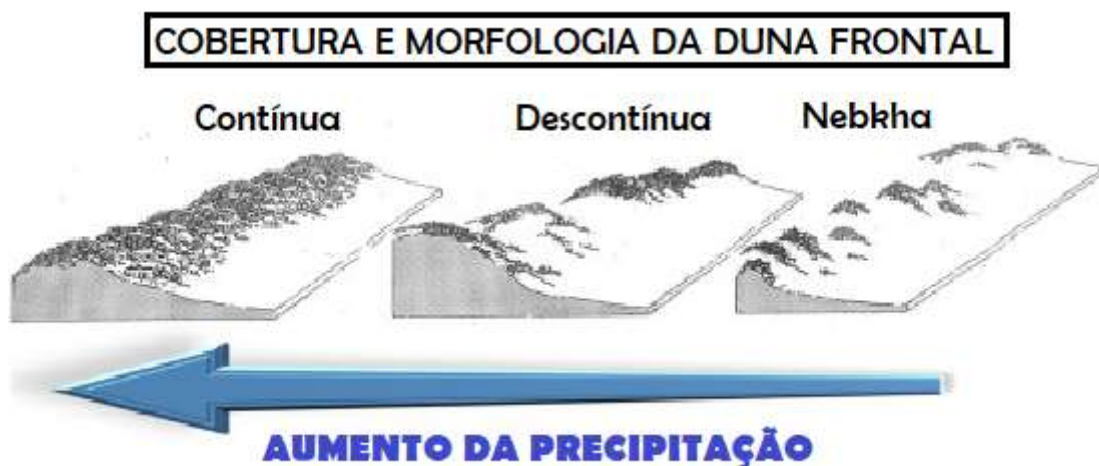 COBERTURA E MORFOLOGIA DA DUNA FRONTAL
Contínua Descontínua Nebkha
AUMENTO DA PRECIPITAÇÃO